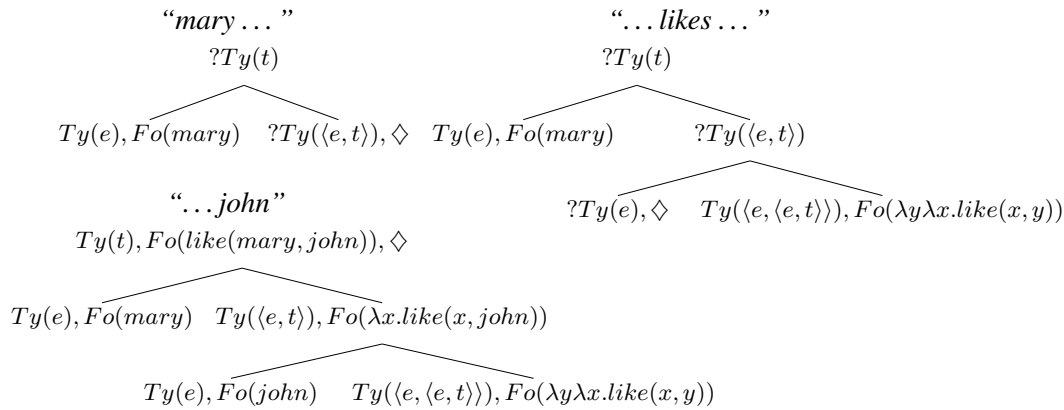 “mary . . . ”
?Ty(t)
Ty(e), Fo(mary) ?Ty(⟨e, t⟩), ♢
“. . . likes . . . ”
?Ty(t)
Ty(e), Fo(mary) ?Ty(⟨e, t⟩)
?Ty(e), ♢ Ty(⟨e, ⟨e, t⟩⟩), Fo(λyλx.like(x, y))
“. . . john”
Ty(t), Fo(like(mary, john)), ♢
Ty(e), Fo(mary) Ty(⟨e, t⟩), Fo(λx.like(x, john))
Ty(e), Fo(john) Ty(⟨e, ⟨e, t⟩⟩), Fo(λyλx.like(x, y))